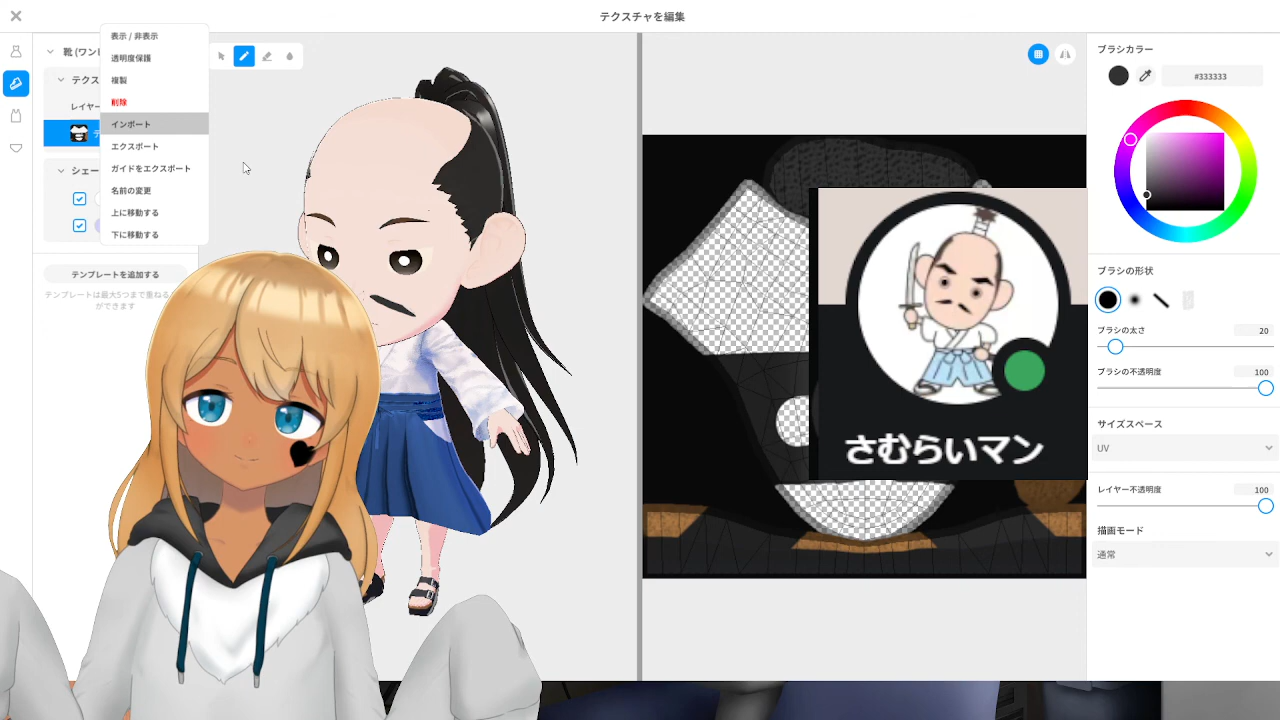 テクスチャを編集
靴 (ワン
テクス
レイヤー
テ
シェー
テンプレートを追加する
テンプレートは最大5つまで重ねる
ができます
表示 / 非表示
透明度保護
複製
削除
インポート
エクスポート
ガイドをエクスポート
名前の変更
上に移動する
下に移動する
さむらいマン
ブラシカラー
#333333
ブラシの形状
ブラシの太さ
20
ブラシの不透明度
100
サイズスペース
UV
レイヤー不透明度
100
描画モード
通常